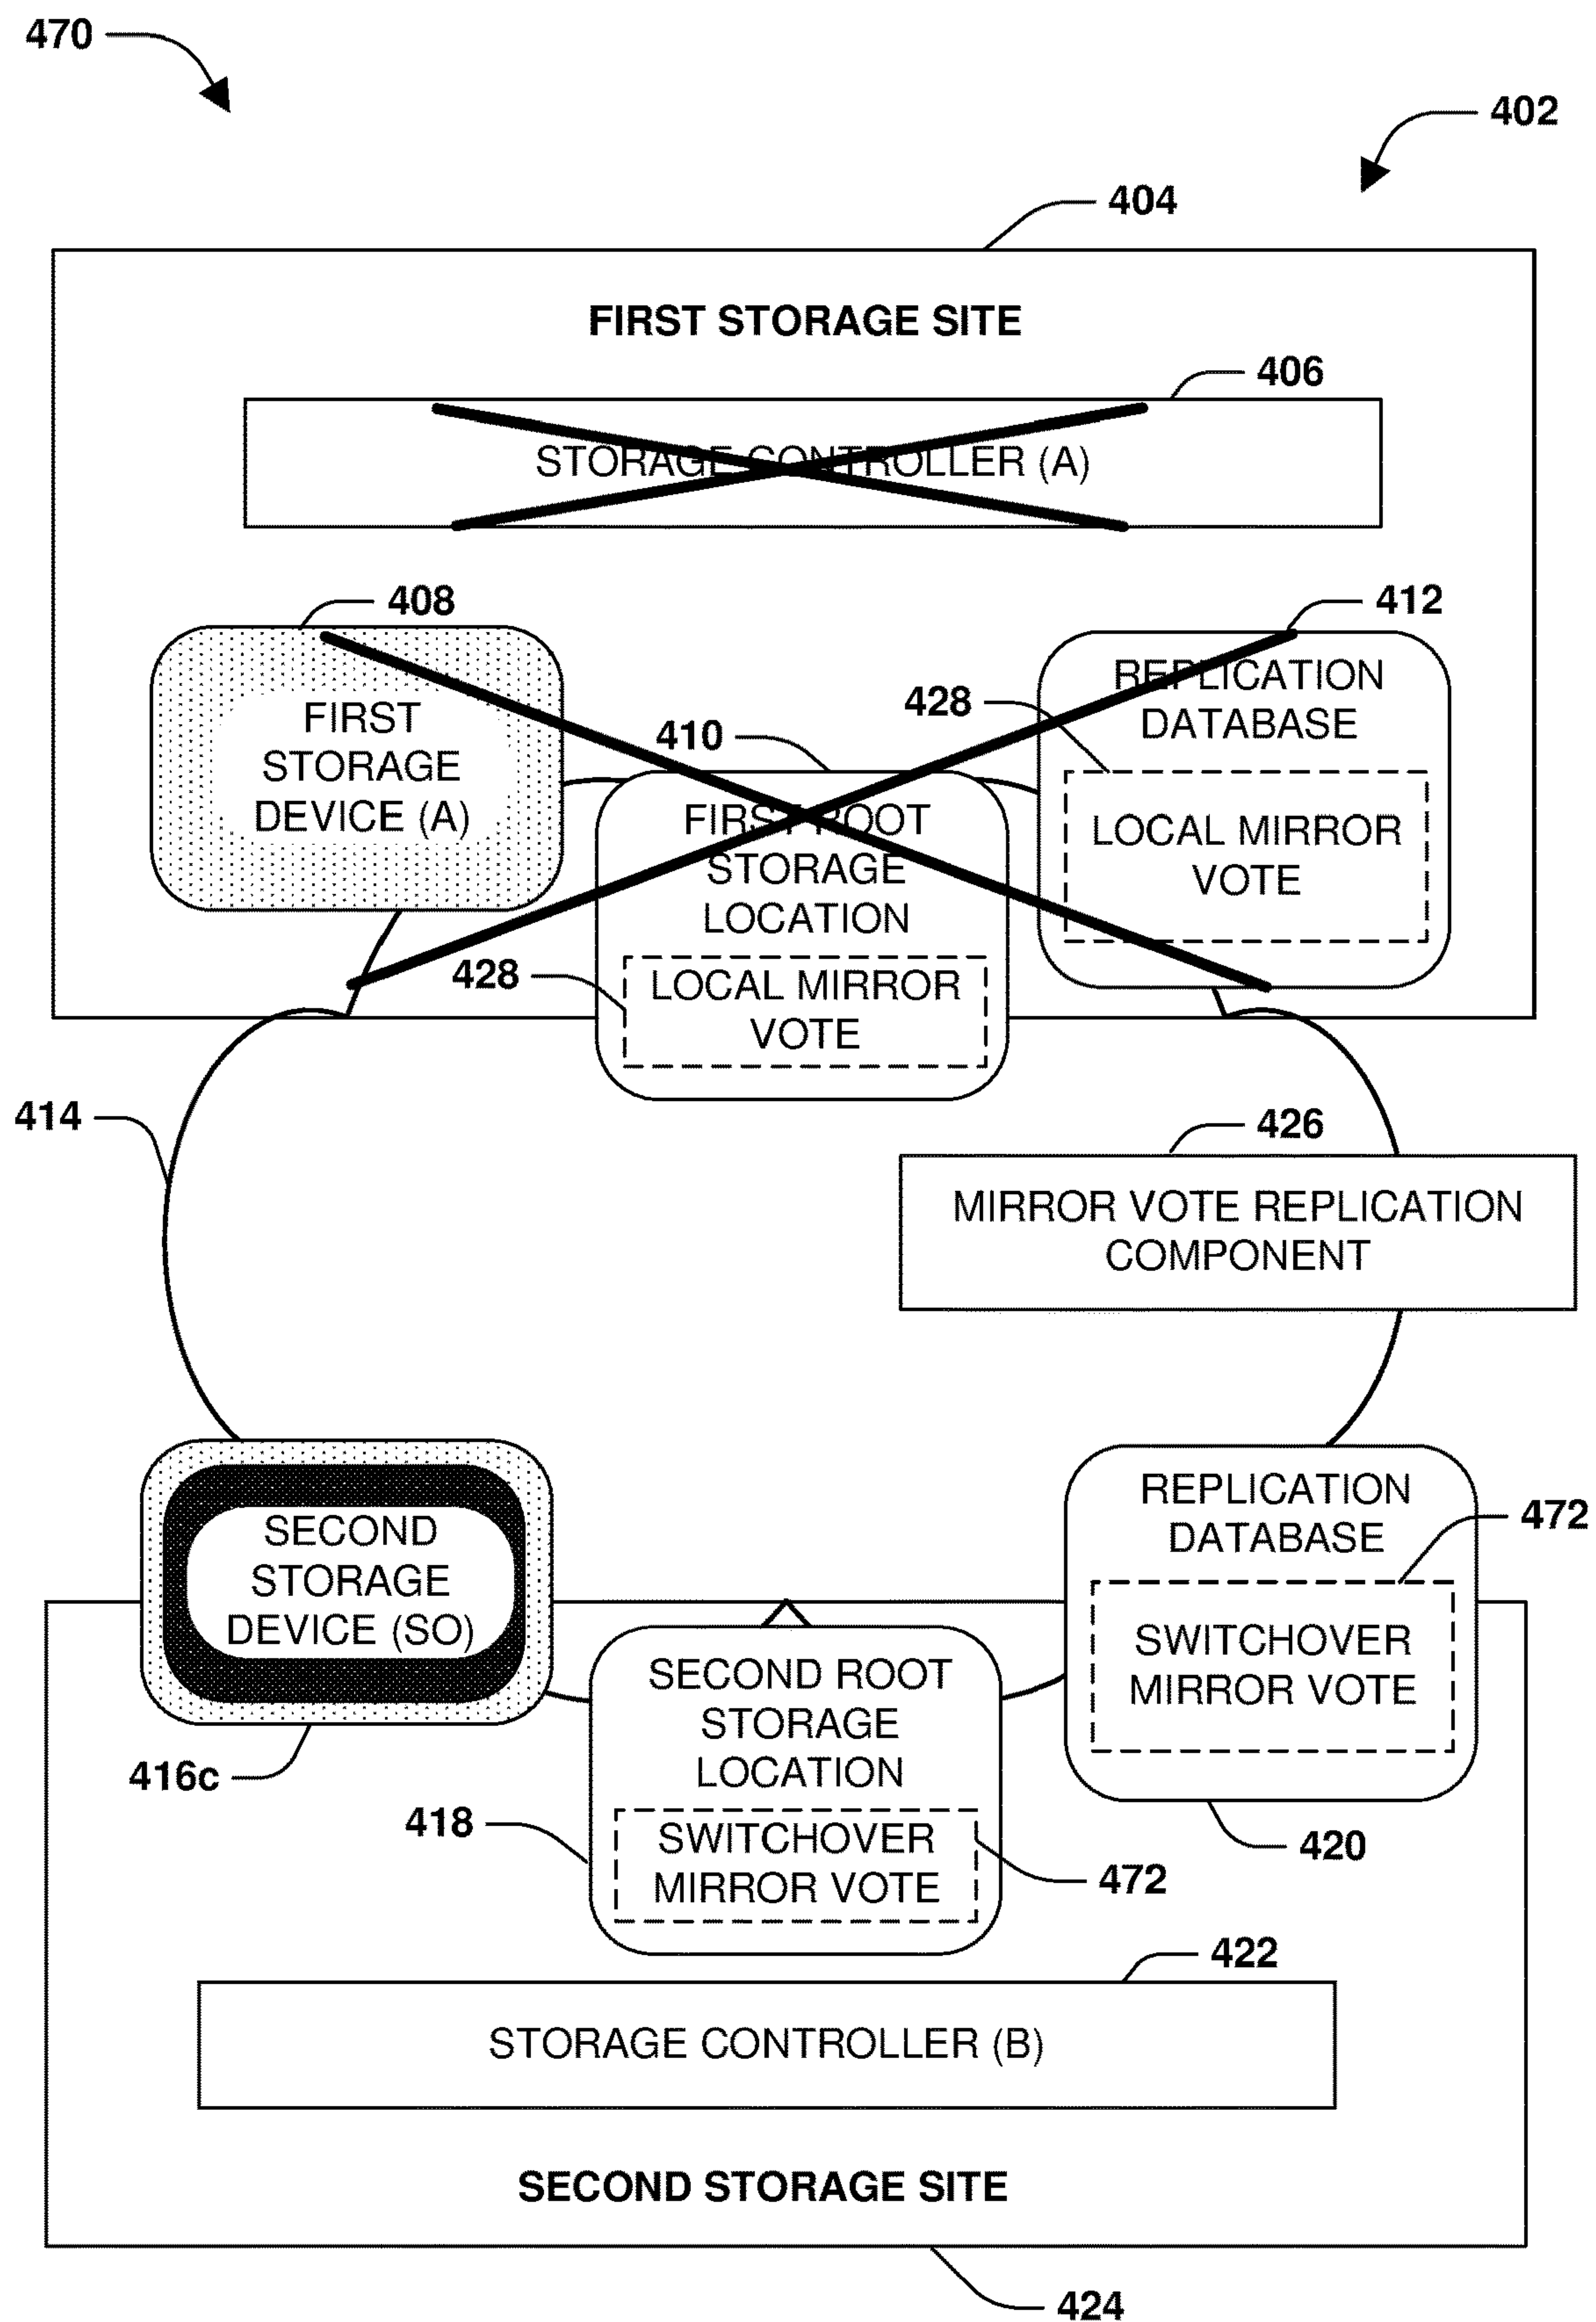 470
402
404
FIRST STORAGE SITE
406
STORAGE CONTROLLER (A)
408
412
FIRST
STORAGE
DEVICE (A)
410
428
REPLICATION
DATABASE
LOCAL MIRROR
VOTE
FIRST ROOT
STORAGE
LOCATION
428
LOCAL MIRROR
VOTE
414
426
MIRROR VOTE REPLICATION
COMPONENT
SECOND
STORAGE
DEVICE (SO)
REPLICATION
DATABASE
472
SWITCHOVER
MIRROR VOTE
SECOND ROOT
STORAGE
LOCATION
416c
418
SWITCHOVER
MIRROR VOTE
472
420
422
STORAGE CONTROLLER (B)
SECOND STORAGE SITE
424